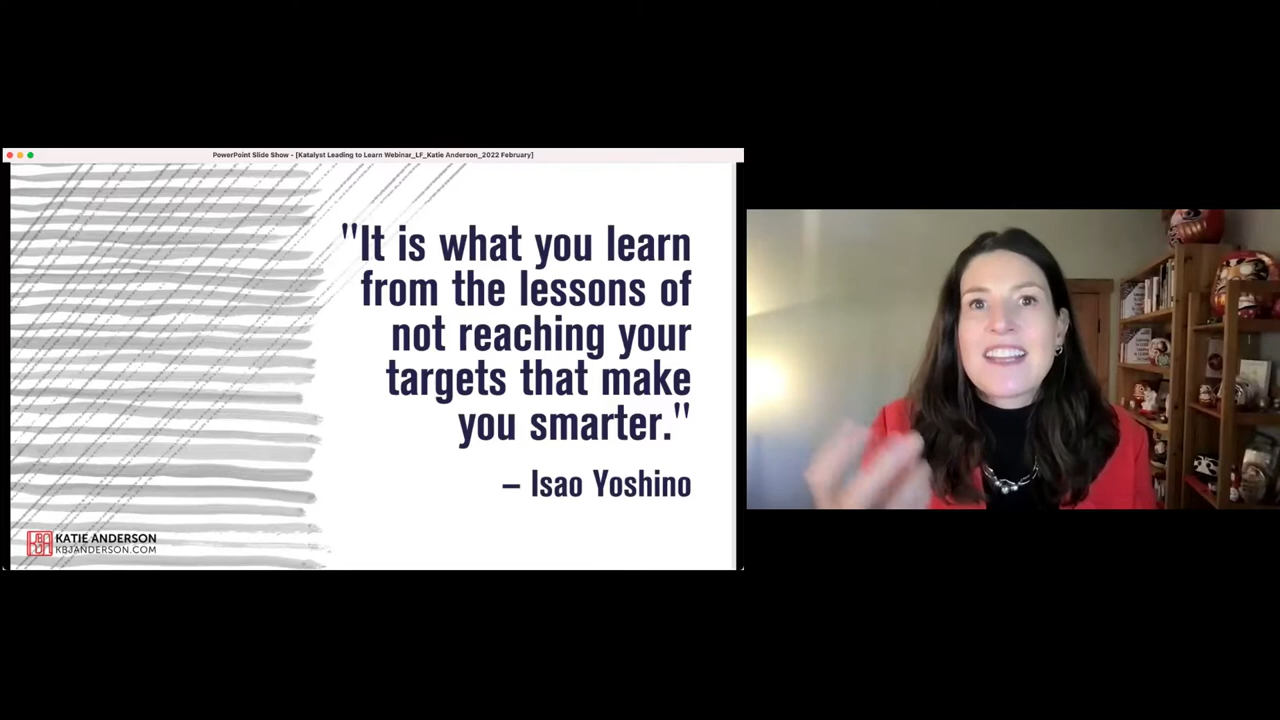 PowerPoint Slide Show - [Katalyst Leading to Learn Webinar_LF_Katie Anderson_2022 February]
"It is what you learn
from the lessons of
not reaching your
targets that make
you smarter."
– Isao Yoshino
KATIE ANDERSON
KBJANDERSON.COM